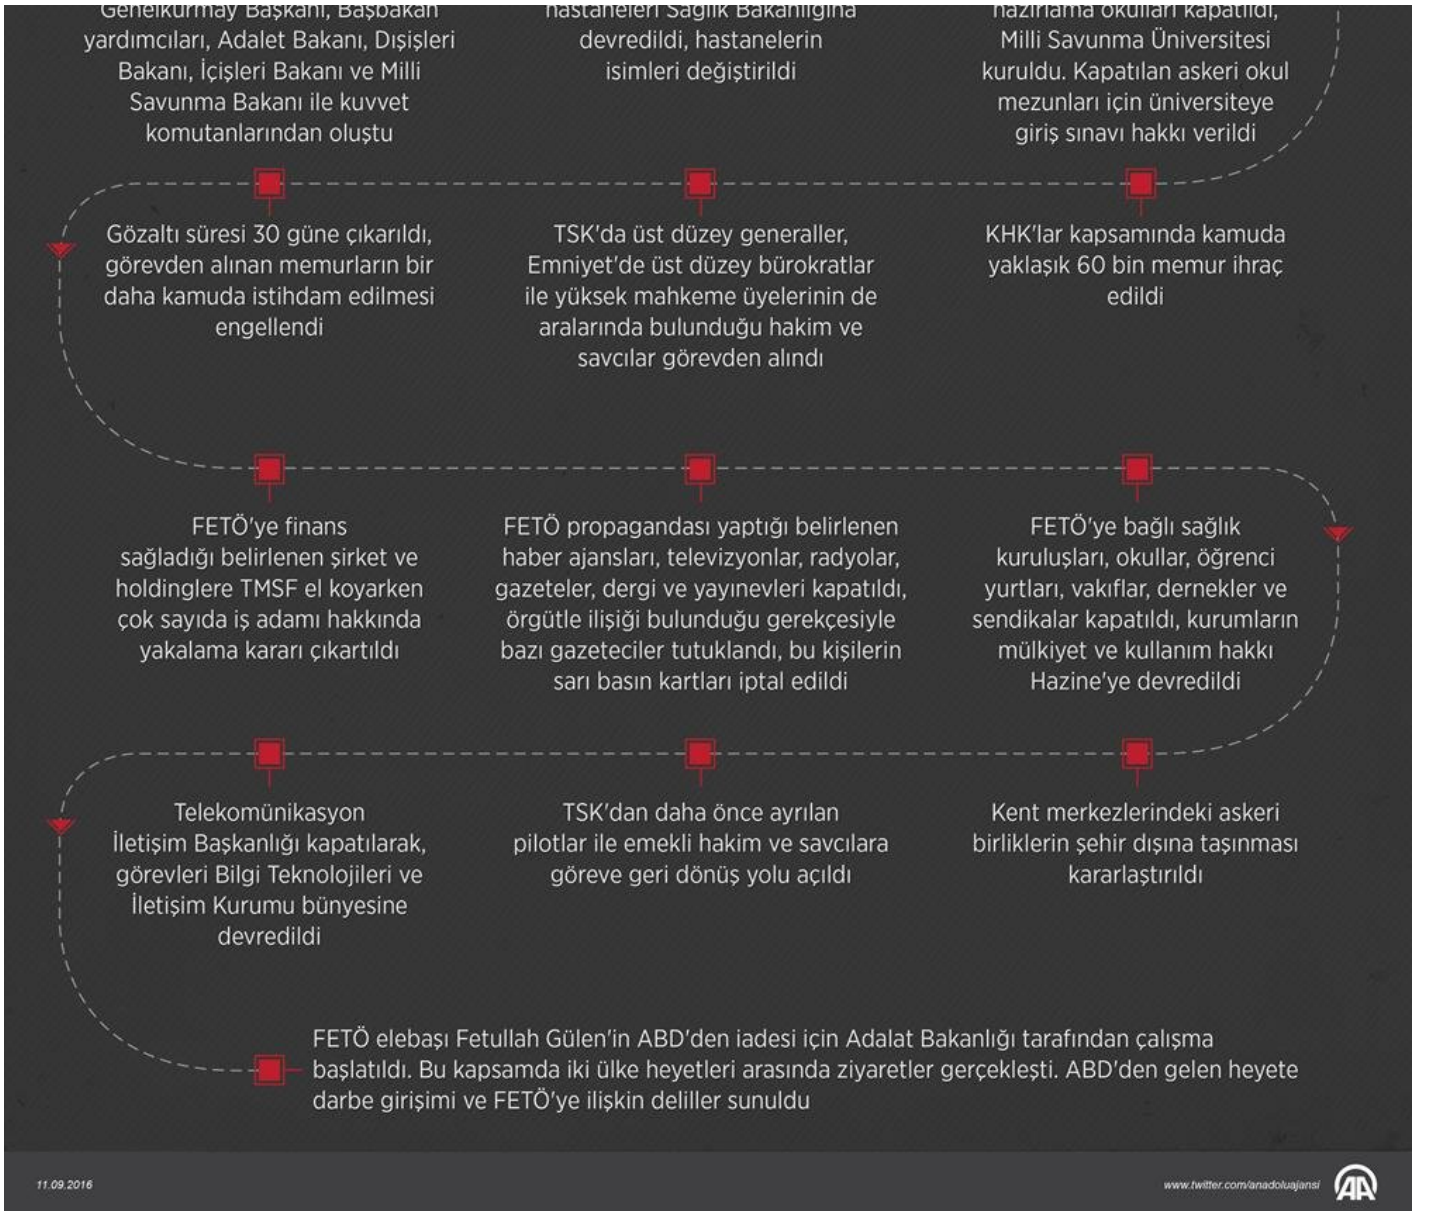 Genelkurmay Başkanı, Başbakan
yardımcıları, Adalet Bakanı, Dışişleri
Bakanı, İçişleri Bakanı ve Milli
Savunma Bakanı ile kuvvet
komutanlarından oluştu
hastaneleri Sağlık Bakanlığına
devredildi, hastanelerin
isimleri değiştirildi
hazırlama okulları kapatıldı,
Milli Savunma Üniversitesi
kuruldu. Kapatılan askeri okul
mezunları için üniversiteye
giriş sınavı hakkı verildi
Gözaltı süresi 30 güne çıkarıldı,
görevden alınan memurların bir
daha kamuda istihdam edilmesi
engellendi
TSK'da üst düzey generaller,
Emniyet'de üst düzey bürokratlar
ile yüksek mahkeme üyelerinin de
aralarında bulunduğu hakim ve
savcılar görevden alındı
KHK'lar kapsamında kamuda
yaklaşık 60 bin memur ihraç
edildi
FETÖ'ye finans
sağladığı belirlenen şirket ve
holdinglere TMSF el koyarken
çok sayıda iş adamı hakkında
yakalama kararı çıkartıldı
FETÖ propagandası yaptığı belirlenen
haber ajansları, televizyonlar, radyolar,
gazeteler, dergi ve yayınevleri kapatıldı,
örgütle ilişiği bulunduğu gerekçesiyle
bazı gazeteciler tutuklandı, bu kişilerin
sarı basın kartları iptal edildi
FETÖ'ye bağlı sağlık
kuruluşları, okullar, öğrenci
yurtları, vakıflar, dernekler ve
sendikalar kapatıldı, kurumların
mülkiyet ve kullanım hakkı
Hazine'ye devredildi
Telekomünikasyon
İletişim Başkanlığı kapatılarak,
görevleri Bilgi Teknolojileri ve
İletişim Kurumu bünyesine
devredildi
TSK'dan daha önce ayrılan
pilotlar ile emekli hakim ve savcılara
göreve geri dönüş yolu açıldı
Kent merkezlerindeki askeri
birliklerin şehir dışına taşınması
kararlaştırıldı
FETÖ elebaşı Fetullah Gülen'in ABD'den iadesi için Adalat Bakanlığı tarafından çalışma
başlatıldı. Bu kapsamda iki ülke heyetleri arasında ziyaretler gerçekleşti. ABD'den gelen heyete
darbe girişimi ve FETÖ'ye ilişkin deliller sunuldu
11.09.2016
www.twitter.com/anadoluajansi
AA